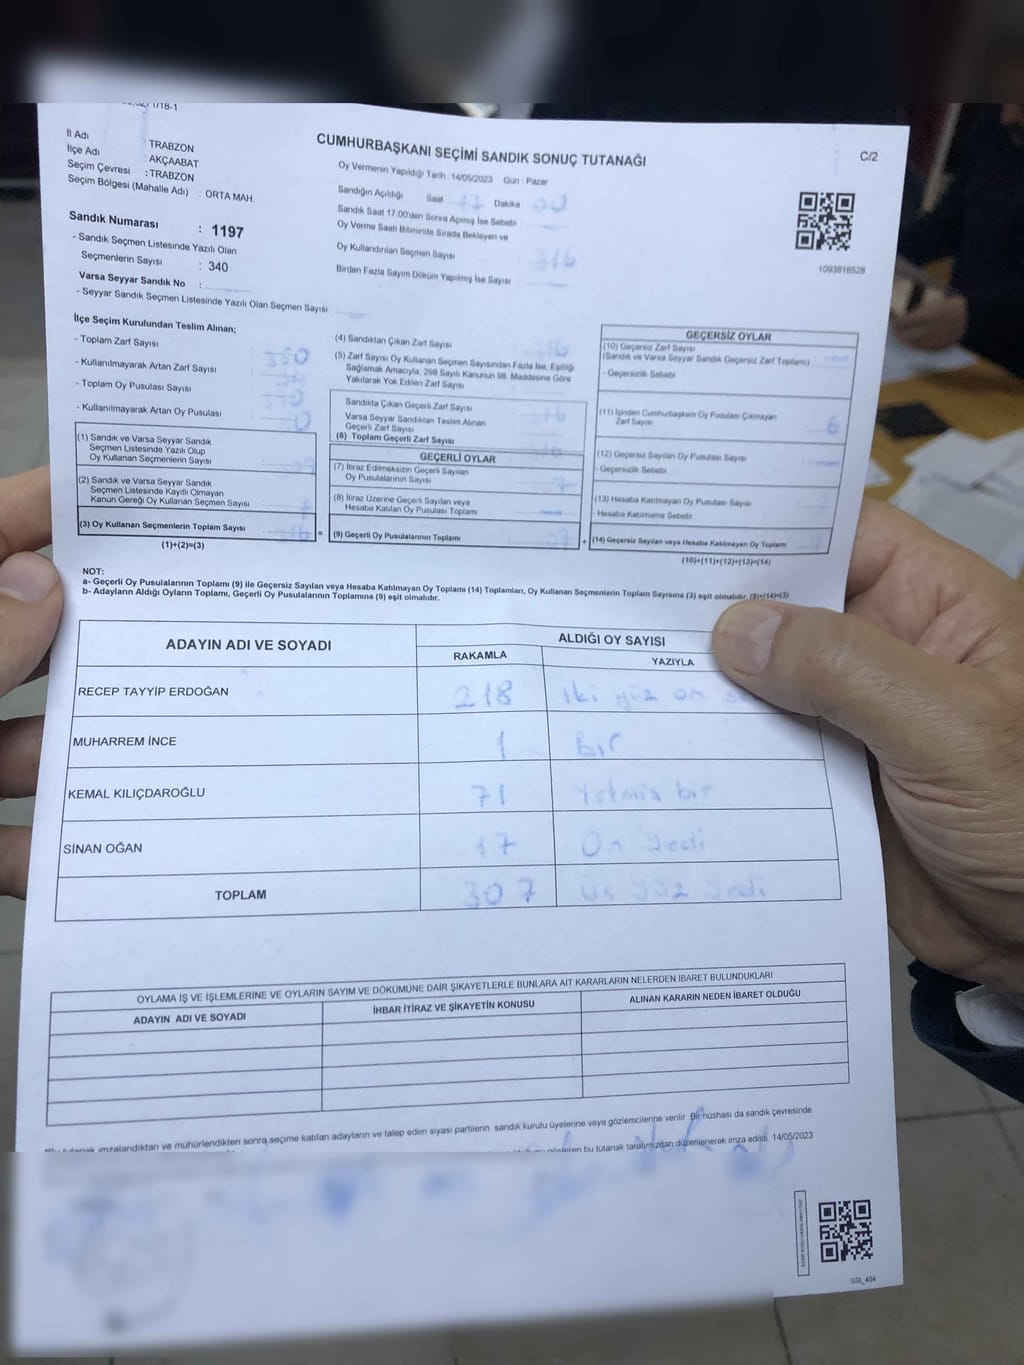 CUMHURBAŞKANI SEÇİMİ SANDIK SONUÇ TUTANAĞI
C/2
İl Adı : TRABZON
İlçe Adı : AKÇAABAT
Seçim Çevresi : TRABZON
Seçim Bölgesi (Mahalle Adı) : ORTA MAH.
Sandık Numarası : 1197
- Sandık Seçmen Listesinde Yazılı Olan
Seçmenlerin Sayısı : 340
Varsa Seyyar Sandık No :
- Seyyar Sandık Seçmen Listesinde Yazılı Olan Seçmen Sayısı
Oy Vermenin Yapıldığı Tarih : 14/05/2023 Gün : Pazar
Sandığın Açıldığı Saat 17 Dakika 00
Sandık Saat 17.00'den Sonra Açılmış İse Sebebi
Oy Verme Saati Bitiminde Sırada Bekleyen ve
Oy Kullandırılan Seçmen Sayısı 316
Birden Fazla Sayım Döküm Yapılmış İse Sayısı
1093818528
İlçe Seçim Kurulundan Teslim Alınan;
- Toplam Zarf Sayısı
- Kullanılmayarak Artan Zarf Sayısı
- Toplam Oy Pusulası Sayısı
- Kullanılmayarak Artan Oy Pusulası
(1) Sandık ve Varsa Seyyar Sandık
Seçmen Listesinde Yazılı Olup
Oy Kullanan Seçmenlerin Sayısı
(2) Sandık ve Varsa Seyyar Sandık
Seçmen Listesinde Kayıtlı Olmayan
Kanun Gereği Oy Kullanan Seçmen Sayısı
(3) Oy Kullanan Seçmenlerin Toplam Sayısı
(1)+(2)=(3)
(4) Sandıktan Çıkan Zarf Sayısı
(5) Zarf Sayısı Oy Kullanan Seçmen Sayısından Fazla İse, Eşitliği
Sağlamak Amacıyla, 298 Sayılı Kanunun 98. Maddesine Göre
Yakılarak Yok Edilen Zarf Sayısı
Sandıkta Çıkan Geçerli Zarf Sayısı
Varsa Seyyar Sandıktan Teslim Alınan
Geçerli Zarf Sayısı
(6) Toplam Geçerli Zarf Sayısı
GEÇERLİ OYLAR
(7) İtiraz Edilmeksizin Geçerli Sayılan
Oy Pusulalarının Sayısı
(8) İtiraz Üzerine Geçerli Sayılan veya
Hesaba Katılan Oy Pusulası Toplamı
= (9) Geçerli Oy Pusulalarının Toplamı
GEÇERSİZ OYLAR
(10) Geçersiz Zarf Sayısı
(Sandık ve Varsa Seyyar Sandık Geçersiz Zarf Toplamı)
- Geçersizlik Sebebi
(11) İçinden Cumhurbaşkanı Oy Pusulası Çıkmayan
Zarf Sayısı 6
(12) Geçersiz Sayılan Oy Pusulası Sayısı
- Geçersizlik Sebebi
(13) Hesaba Katılmayan Oy Pusulası Sayısı
- Hesaba Katılmama Sebebi
+ (14) Geçersiz Sayılan veya Hesaba Katılmayan Oy Toplamı
(10)+(11)+(12)+(13)=(14)
NOT:
a- Geçerli Oy Pusulalarının Toplamı (9) ile Geçersiz Sayılan veya Hesaba Katılmayan Oy Toplamı (14) Toplamları, Oy Kullanan Seçmenlerin Toplam Sayısına (3) eşit olmalıdır. (9)+(14)=(3)
b- Adayların Aldığı Oyların Toplamı, Geçerli Oy Pusulalarının Toplamına (9) eşit olmalıdır.
ADAYIN ADI VE SOYADI ALDIĞI OY SAYISI
RAKAMLA YAZIYLA
RECEP TAYYİP ERDOĞAN 218 iki yüz on
MUHARREM İNCE 1 Bir
KEMAL KILIÇDAROĞLU 71 Yetmiş bir
SİNAN OĞAN 17 On yedi
TOPLAM 307 üç yüz yedi
OYLAMA İŞ VE İŞLEMLERİNE VE OYLARIN SAYIM VE DÖKÜMÜNE DAİR ŞİKAYETLERLE BUNLARA AİT KARARLARIN NELERDEN İBARET BULUNDUKLARI
ADAYIN ADI VE SOYADI İHBAR İTİRAZ VE ŞİKAYETİN KONUSU ALINAN KARARIN NEDEN İBARET OLDUĞU
tutanak imzalandıktan ve mühürlendikten sonra seçime katılan adayların ve talep eden siyasi partilerin sandık kurulu üyelerine veya gözlemcilerine verilir. Bir nüshası da sandık çevresinde
bu tutanak tarafımızdan düzenlenerek imza edildi. 14/05/2023
SSI_404